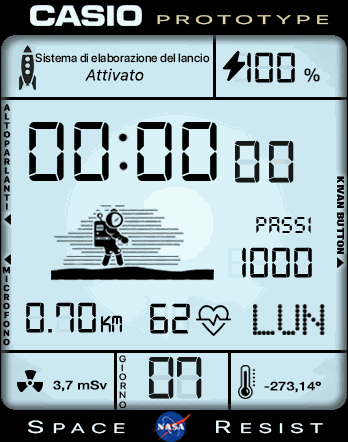 CASIO PROTOTYPE
Sistema di elaborazione del lancio
Attivato
100 %
ALTOPARLANTI
00:00 00
KWAN BUTTON
PASSI
1000
MICROFONO
0.70 KM
62
LUN
3,7 mSv
GIORNO
07
-273,14°
SPACE NASA RESIST